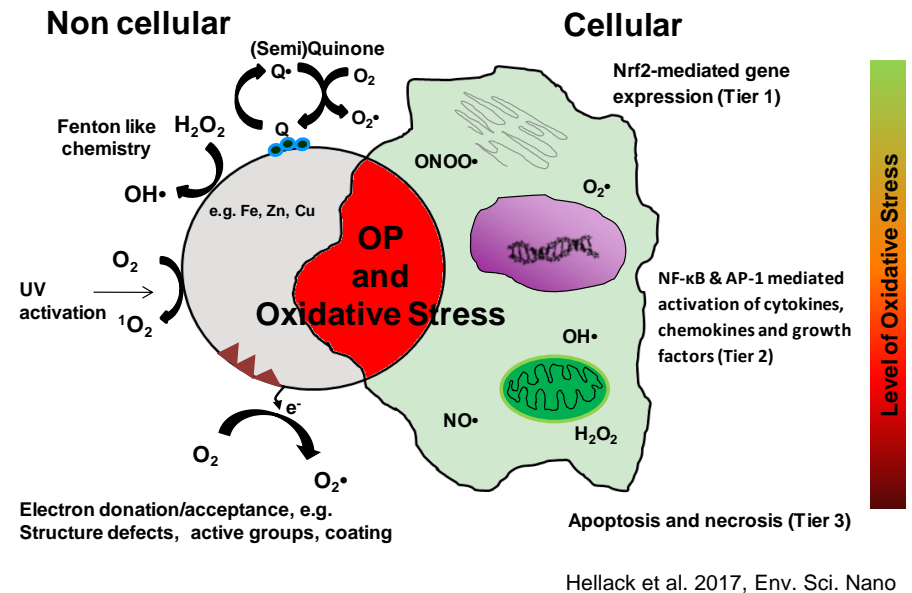 Non cellular
Cellular
(Semi)Quinone
Q•
O₂
O₂•
Q
Fenton like
chemistry
H₂O₂
OH•
e.g. Fe, Zn, Cu
O₂
UV
activation
¹O₂
OP
and
Oxidative Stress
e⁻
O₂
O₂•
Electron donation/acceptance, e.g.
Structure defects, active groups, coating
ONOO•
O₂•
OH•
NO•
H₂O₂
Nrf2-mediated gene
expression (Tier 1)
NF-κB & AP-1 mediated
activation of cytokines,
chemokines and growth
factors (Tier 2)
Apoptosis and necrosis (Tier 3)
Level of Oxidative Stress
Hellack et al. 2017, Env. Sci. Nano